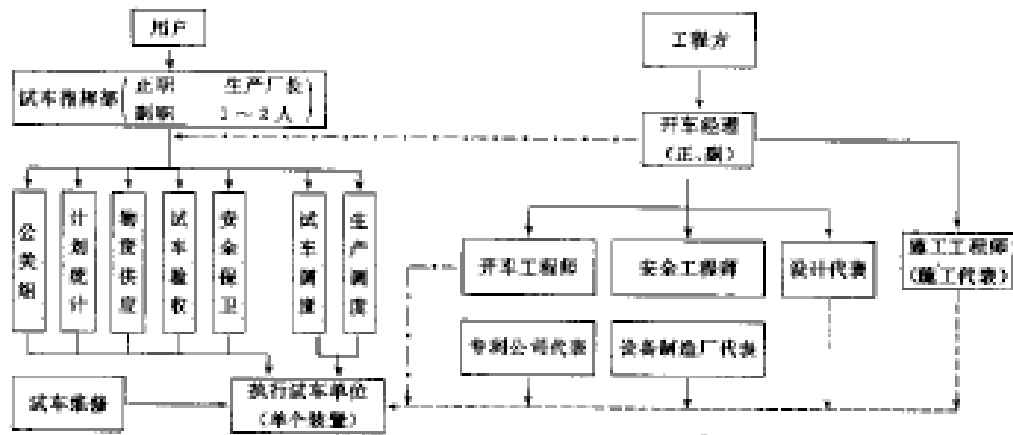 用户
工程方
试车指挥部
正职 生产厂长
副职 1～2人
开车经理
(正、副)
公关组
计划统计
物资供应
试车验收
安全保卫
试车调度
生产调度
开车工程师
安全工程师
设计代表
施工工程师
(施工代表)
专利公司代表
设备制造厂代表
试车维修
执行试车单位
(单个装置)